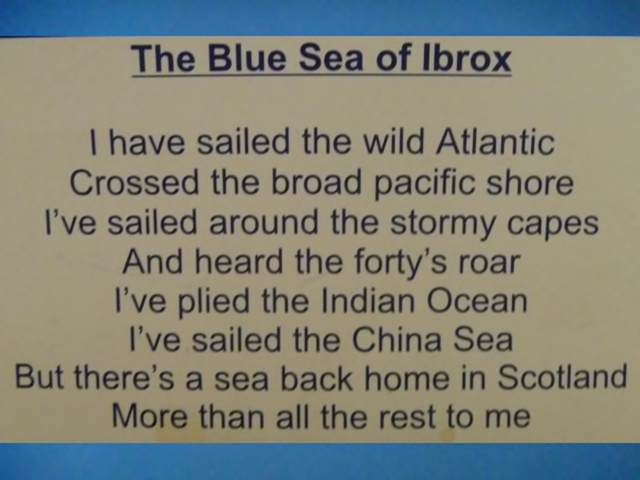 The Blue Sea of Ibrox
I have sailed the wild Atlantic
Crossed the broad pacific shore
I've sailed around the stormy capes
And heard the forty's roar
I've plied the Indian Ocean
I've sailed the China Sea
But there's a sea back home in Scotland
More than all the rest to me